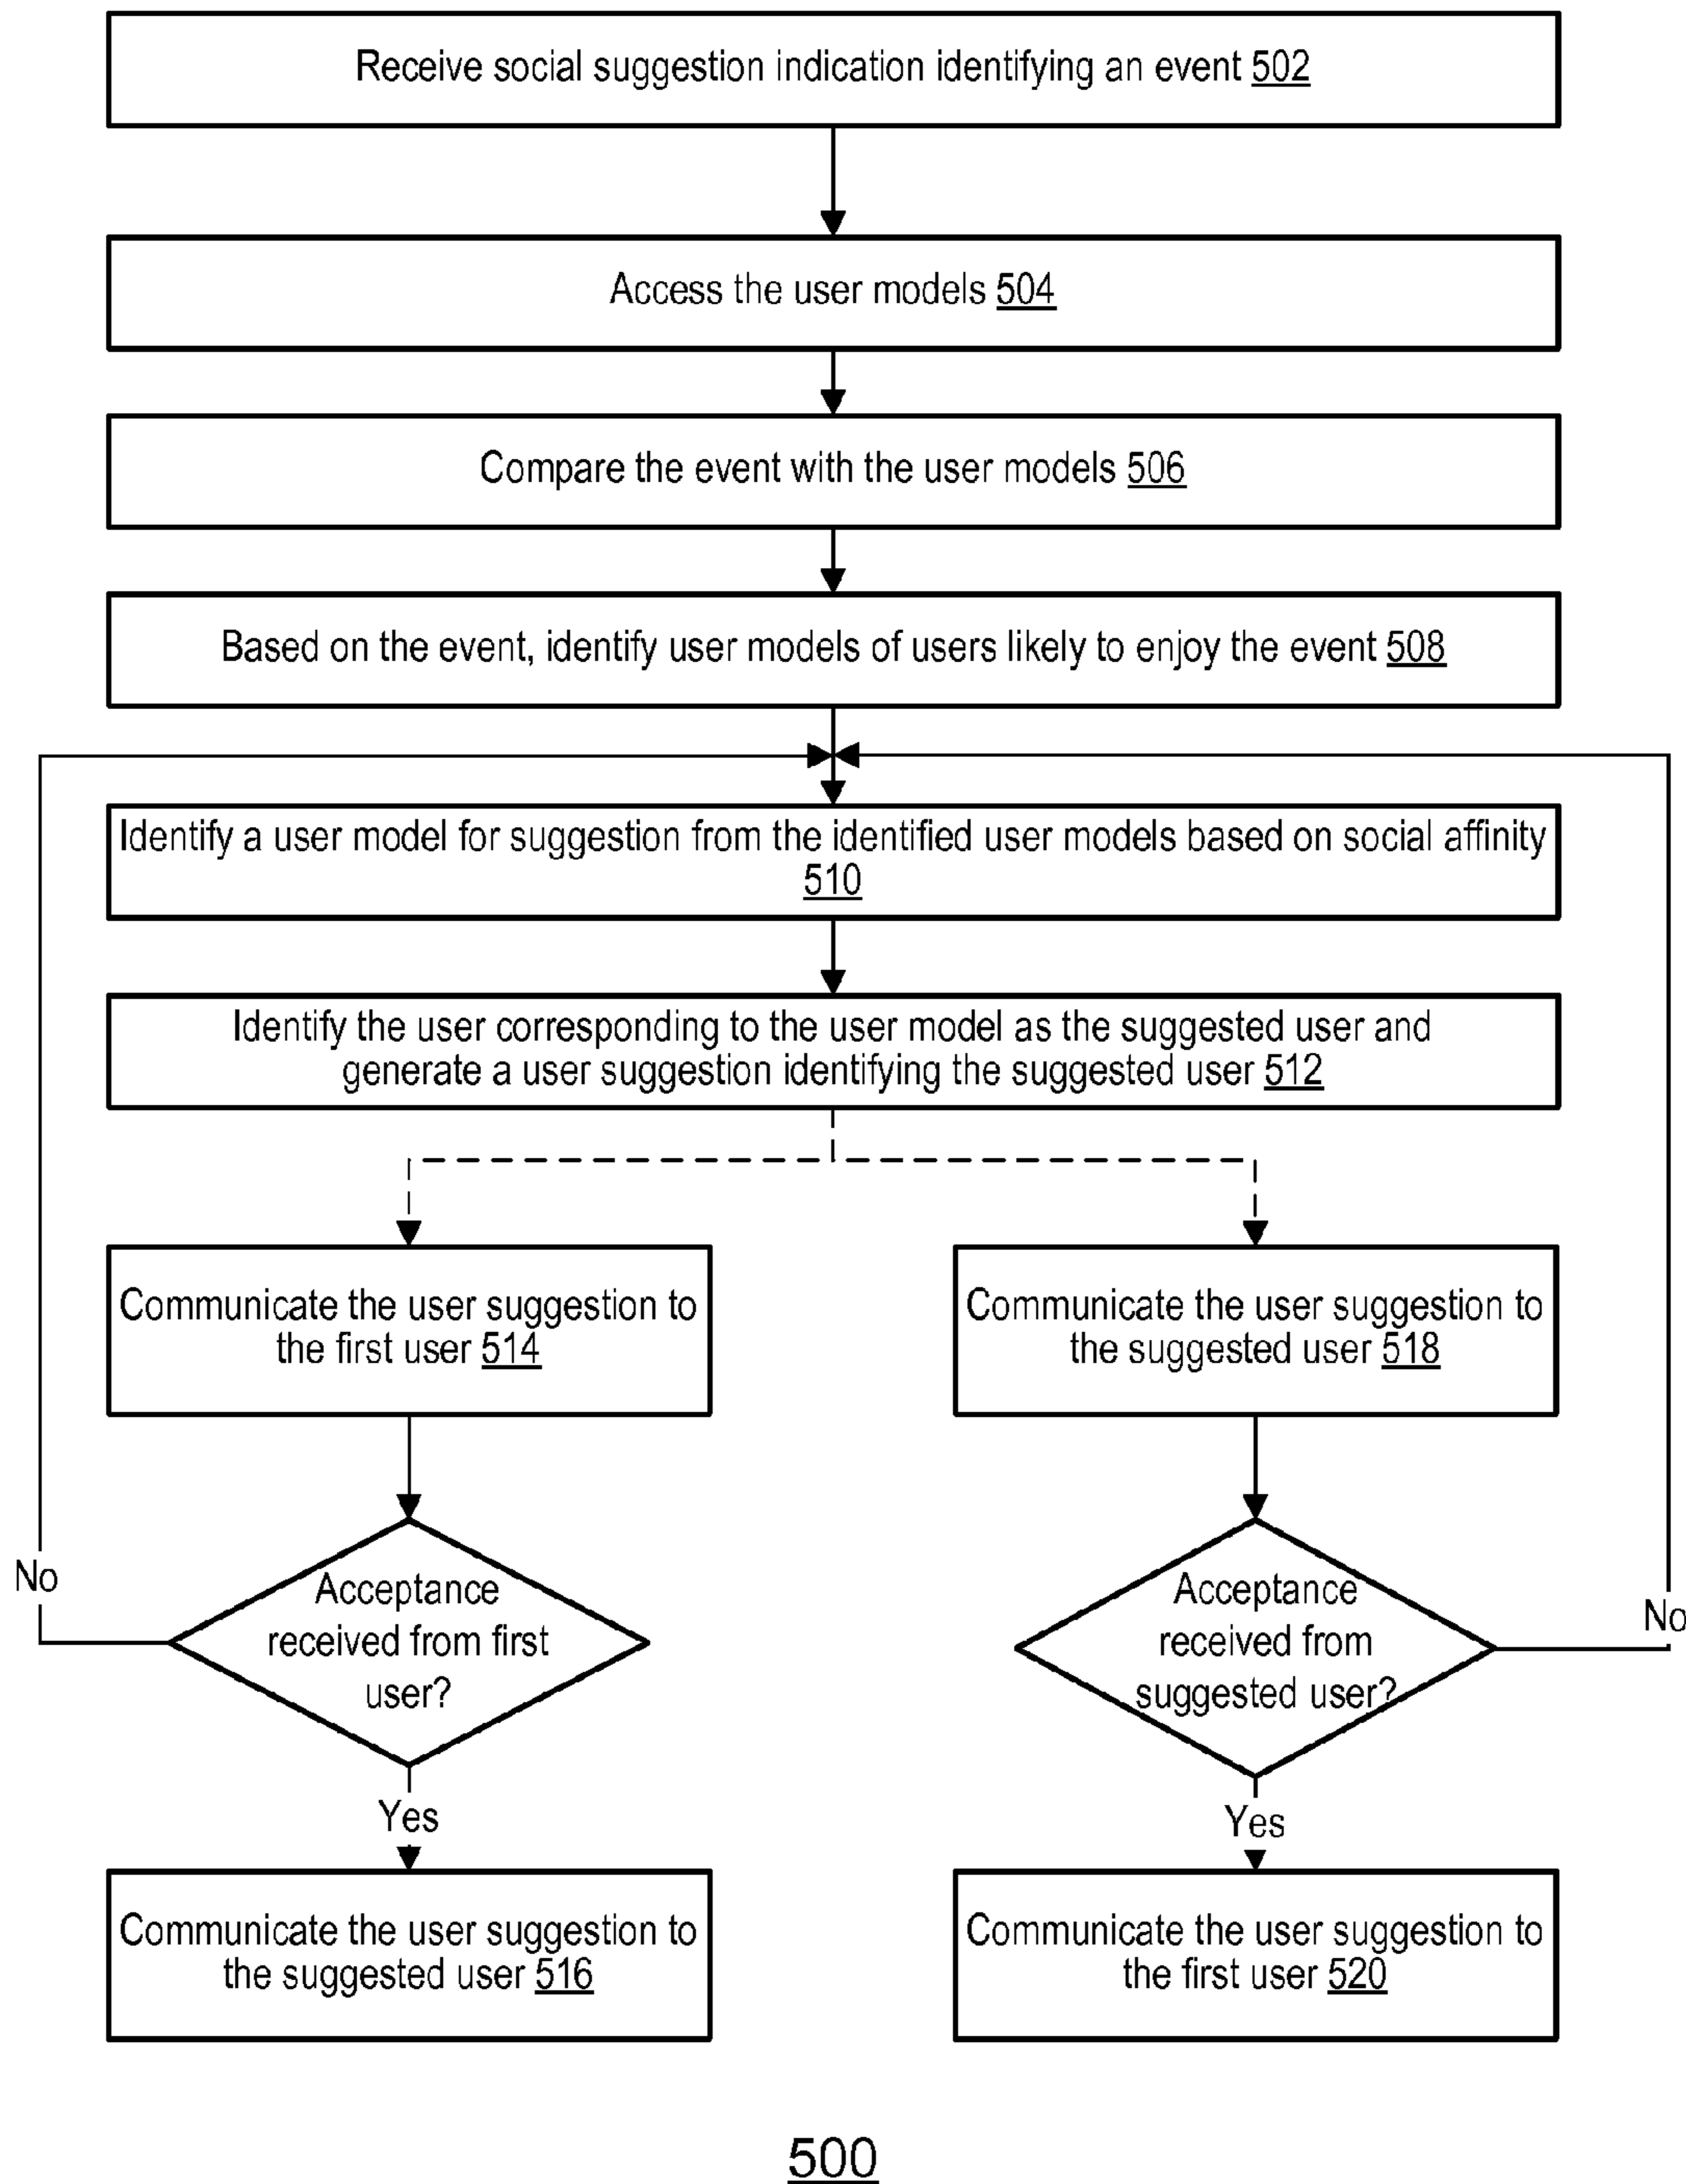 Receive social suggestion indication identifying an event 502
Access the user models 504
Compare the event with the user models 506
Based on the event, identify user models of users likely to enjoy the event 508
Identify a user model for suggestion from the identified user models based on social affinity
510
Identify the user corresponding to the user model as the suggested user and
generate a user suggestion identifying the suggested user 512
Communicate the user suggestion to
the first user 514
Communicate the user suggestion to
the suggested user 518
No
Acceptance
received from first
user?
Acceptance
received from
suggested user?
No
Yes
Yes
Communicate the user suggestion to
the suggested user 516
Communicate the user suggestion to
the first user 520
500